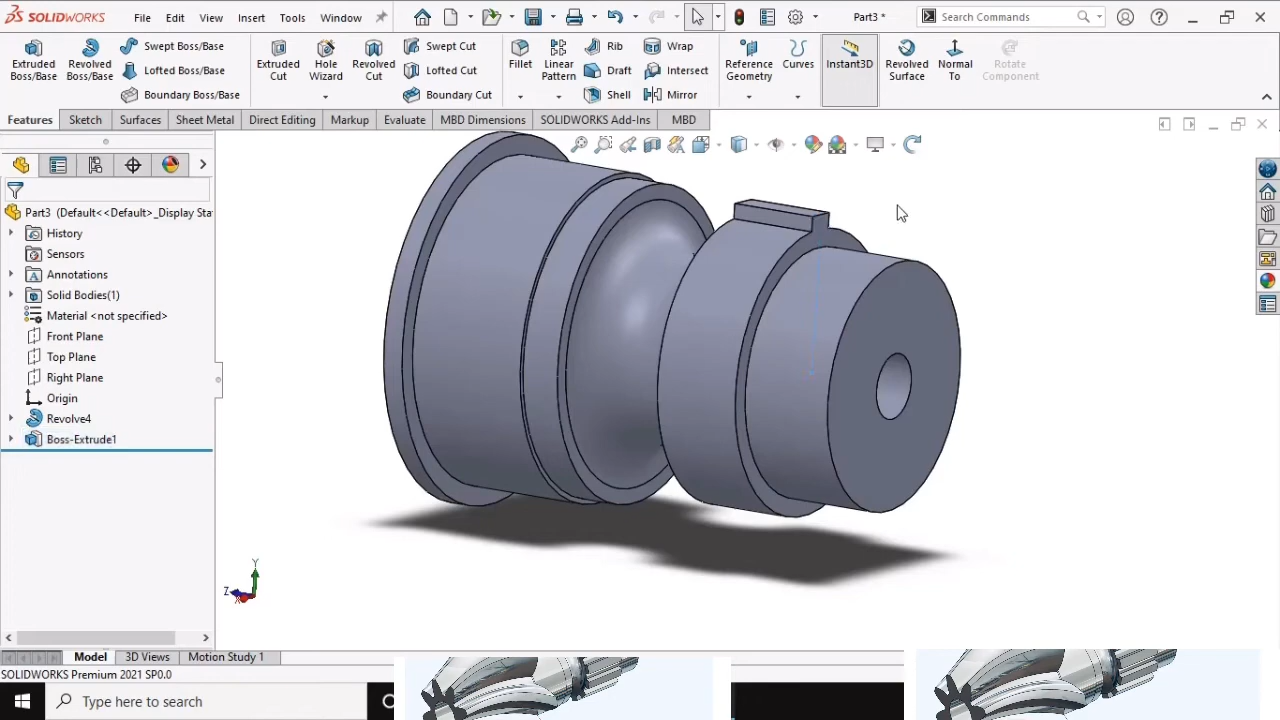 SOLIDWORKS File Edit View Insert Tools Window Part3 * Search Commands
Extruded Boss/Base
Revolved Boss/Base
Swept Boss/Base
Lofted Boss/Base
Boundary Boss/Base
Extruded Cut
Hole Wizard
Revolved Cut
Swept Cut
Lofted Cut
Boundary Cut
Fillet
Linear Pattern
Rib
Draft
Shell
Wrap
Intersect
Mirror
Reference Geometry
Curves
Instant3D
Revolved Surface
Normal To
Rotate Component
Features Sketch Surfaces Sheet Metal Direct Editing Markup Evaluate MBD Dimensions SOLIDWORKS Add-Ins MBD
Part3 (Default<<Default>_Display Sta
History
Sensors
Annotations
Solid Bodies(1)
Material <not specified>
Front Plane
Top Plane
Right Plane
Origin
Revolve4
Boss-Extrude1
Y
Z
X
Model 3D Views Motion Study 1
SOLIDWORKS Premium 2021 SP0.0
Type here to search